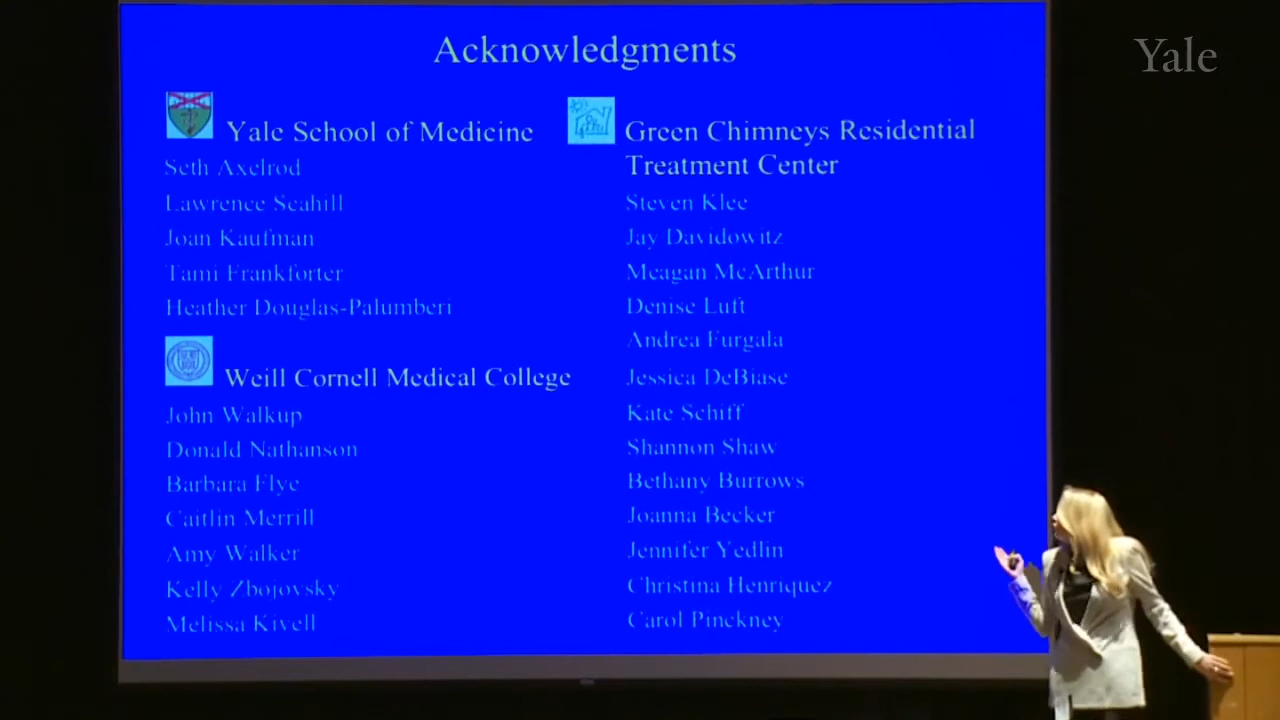 Acknowledgments
Yale
Yale School of Medicine
Seth Axelrod
Lawrence Scahill
Joan Kaufman
Tami Frankforter
Heather Douglas-Palumberi
Weill Cornell Medical College
John Walkup
Donald Nathanson
Barbara Flye
Caitlin Merrill
Amy Walker
Kelly Zbojovsky
Melissa Kivell
Green Chimneys Residential
Treatment Center
Steven Klee
Jay Davidowitz
Meagan McArthur
Denise Luft
Andrea Furgala
Jessica DeBiase
Kate Schiff
Shannon Shaw
Bethany Burrows
Joanna Becker
Jennifer Yedlin
Christina Henriquez
Carol Pinckney